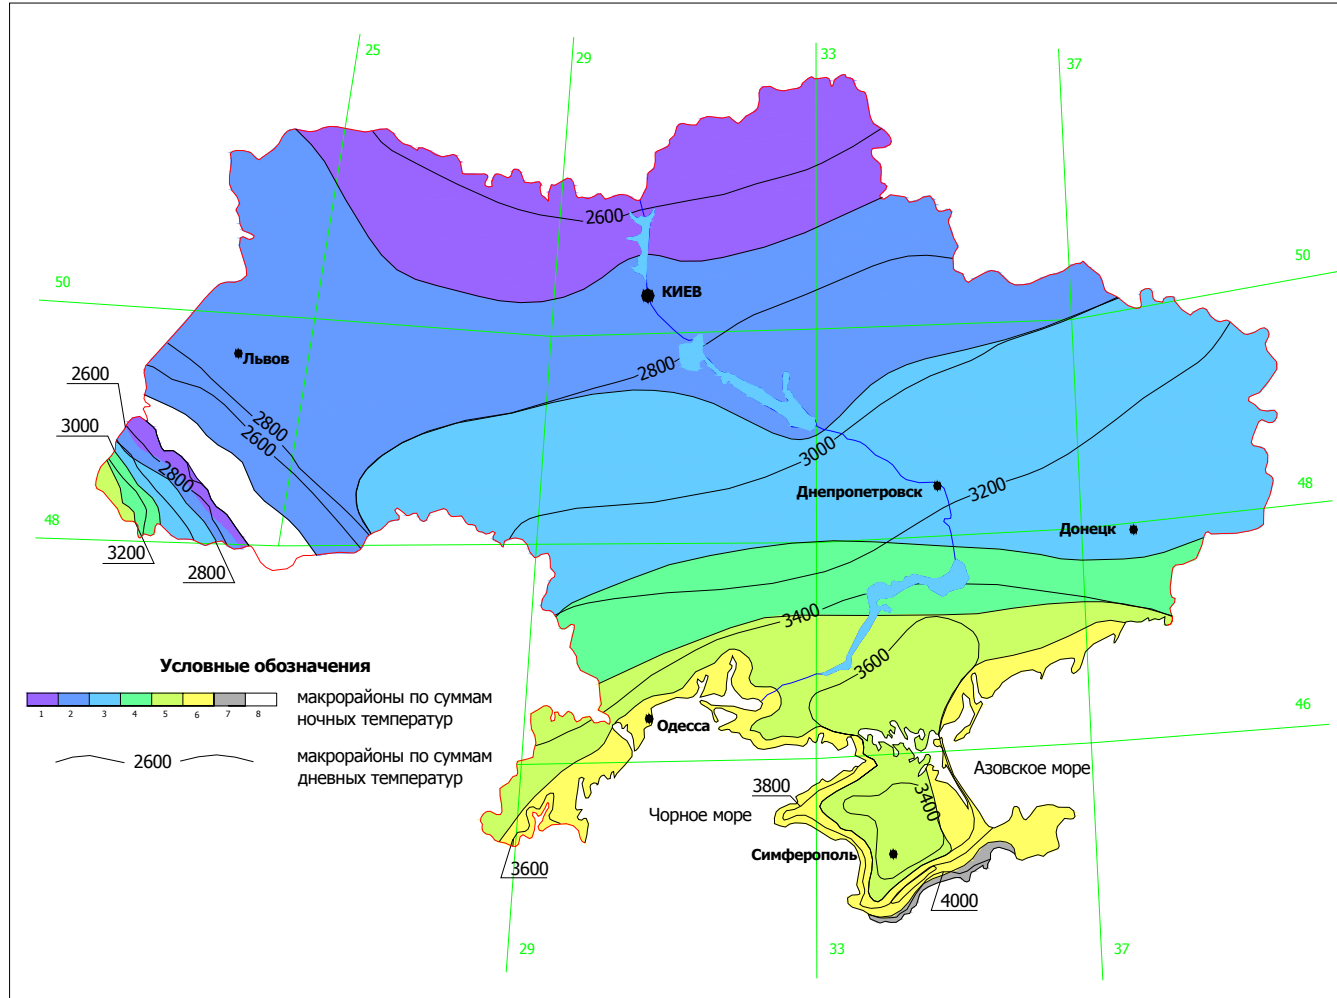 25
29
33
37
50
50
2600
КИЕВ
Львов
2800
2600
2800
2600
3000
2800
3000
3200
Днепропетровск
48
48
Донецк
3200
2800
3400
3600
Условные обозначения
1 2 3 4 5 6 7 8
макрорайоны по суммам
ночных температур
2600
макрорайоны по суммам
дневных температур
46
Одесса
Азовское море
3800
3400
Чорное море
Симферополь
3600
4000
29
33
37